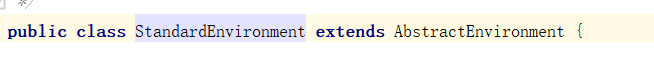 */
public class StandardEnvironment extends AbstractEnvironment {